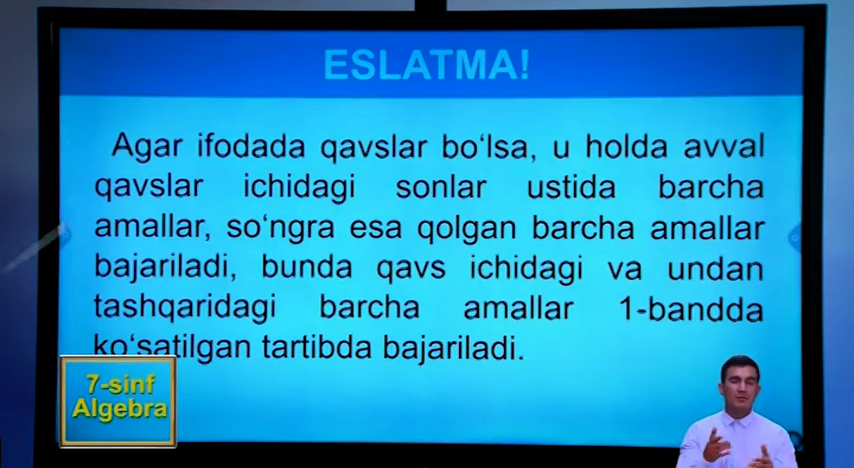 ESLATMA!
Agar ifodada qavslar bo‘lsa, u holda avval
qavslar ichidagi sonlar ustida barcha
amallar, so‘ngra esa qolgan barcha amallar
bajariladi, bunda qavs ichidagi va undan
tashqaridagi barcha amallar 1-bandda
ko‘satilgan tartibda bajariladi.
7-sinf
Algebra